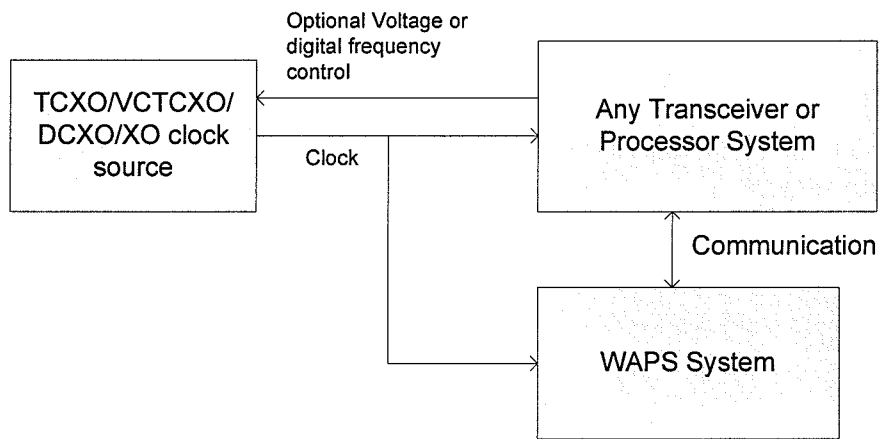 Optional Voltage or
digital frequency
control
TCXO/VCTCXO/
DCXO/XO clock
source
Clock
Any Transceiver or
Processor System
Communication
WAPS System